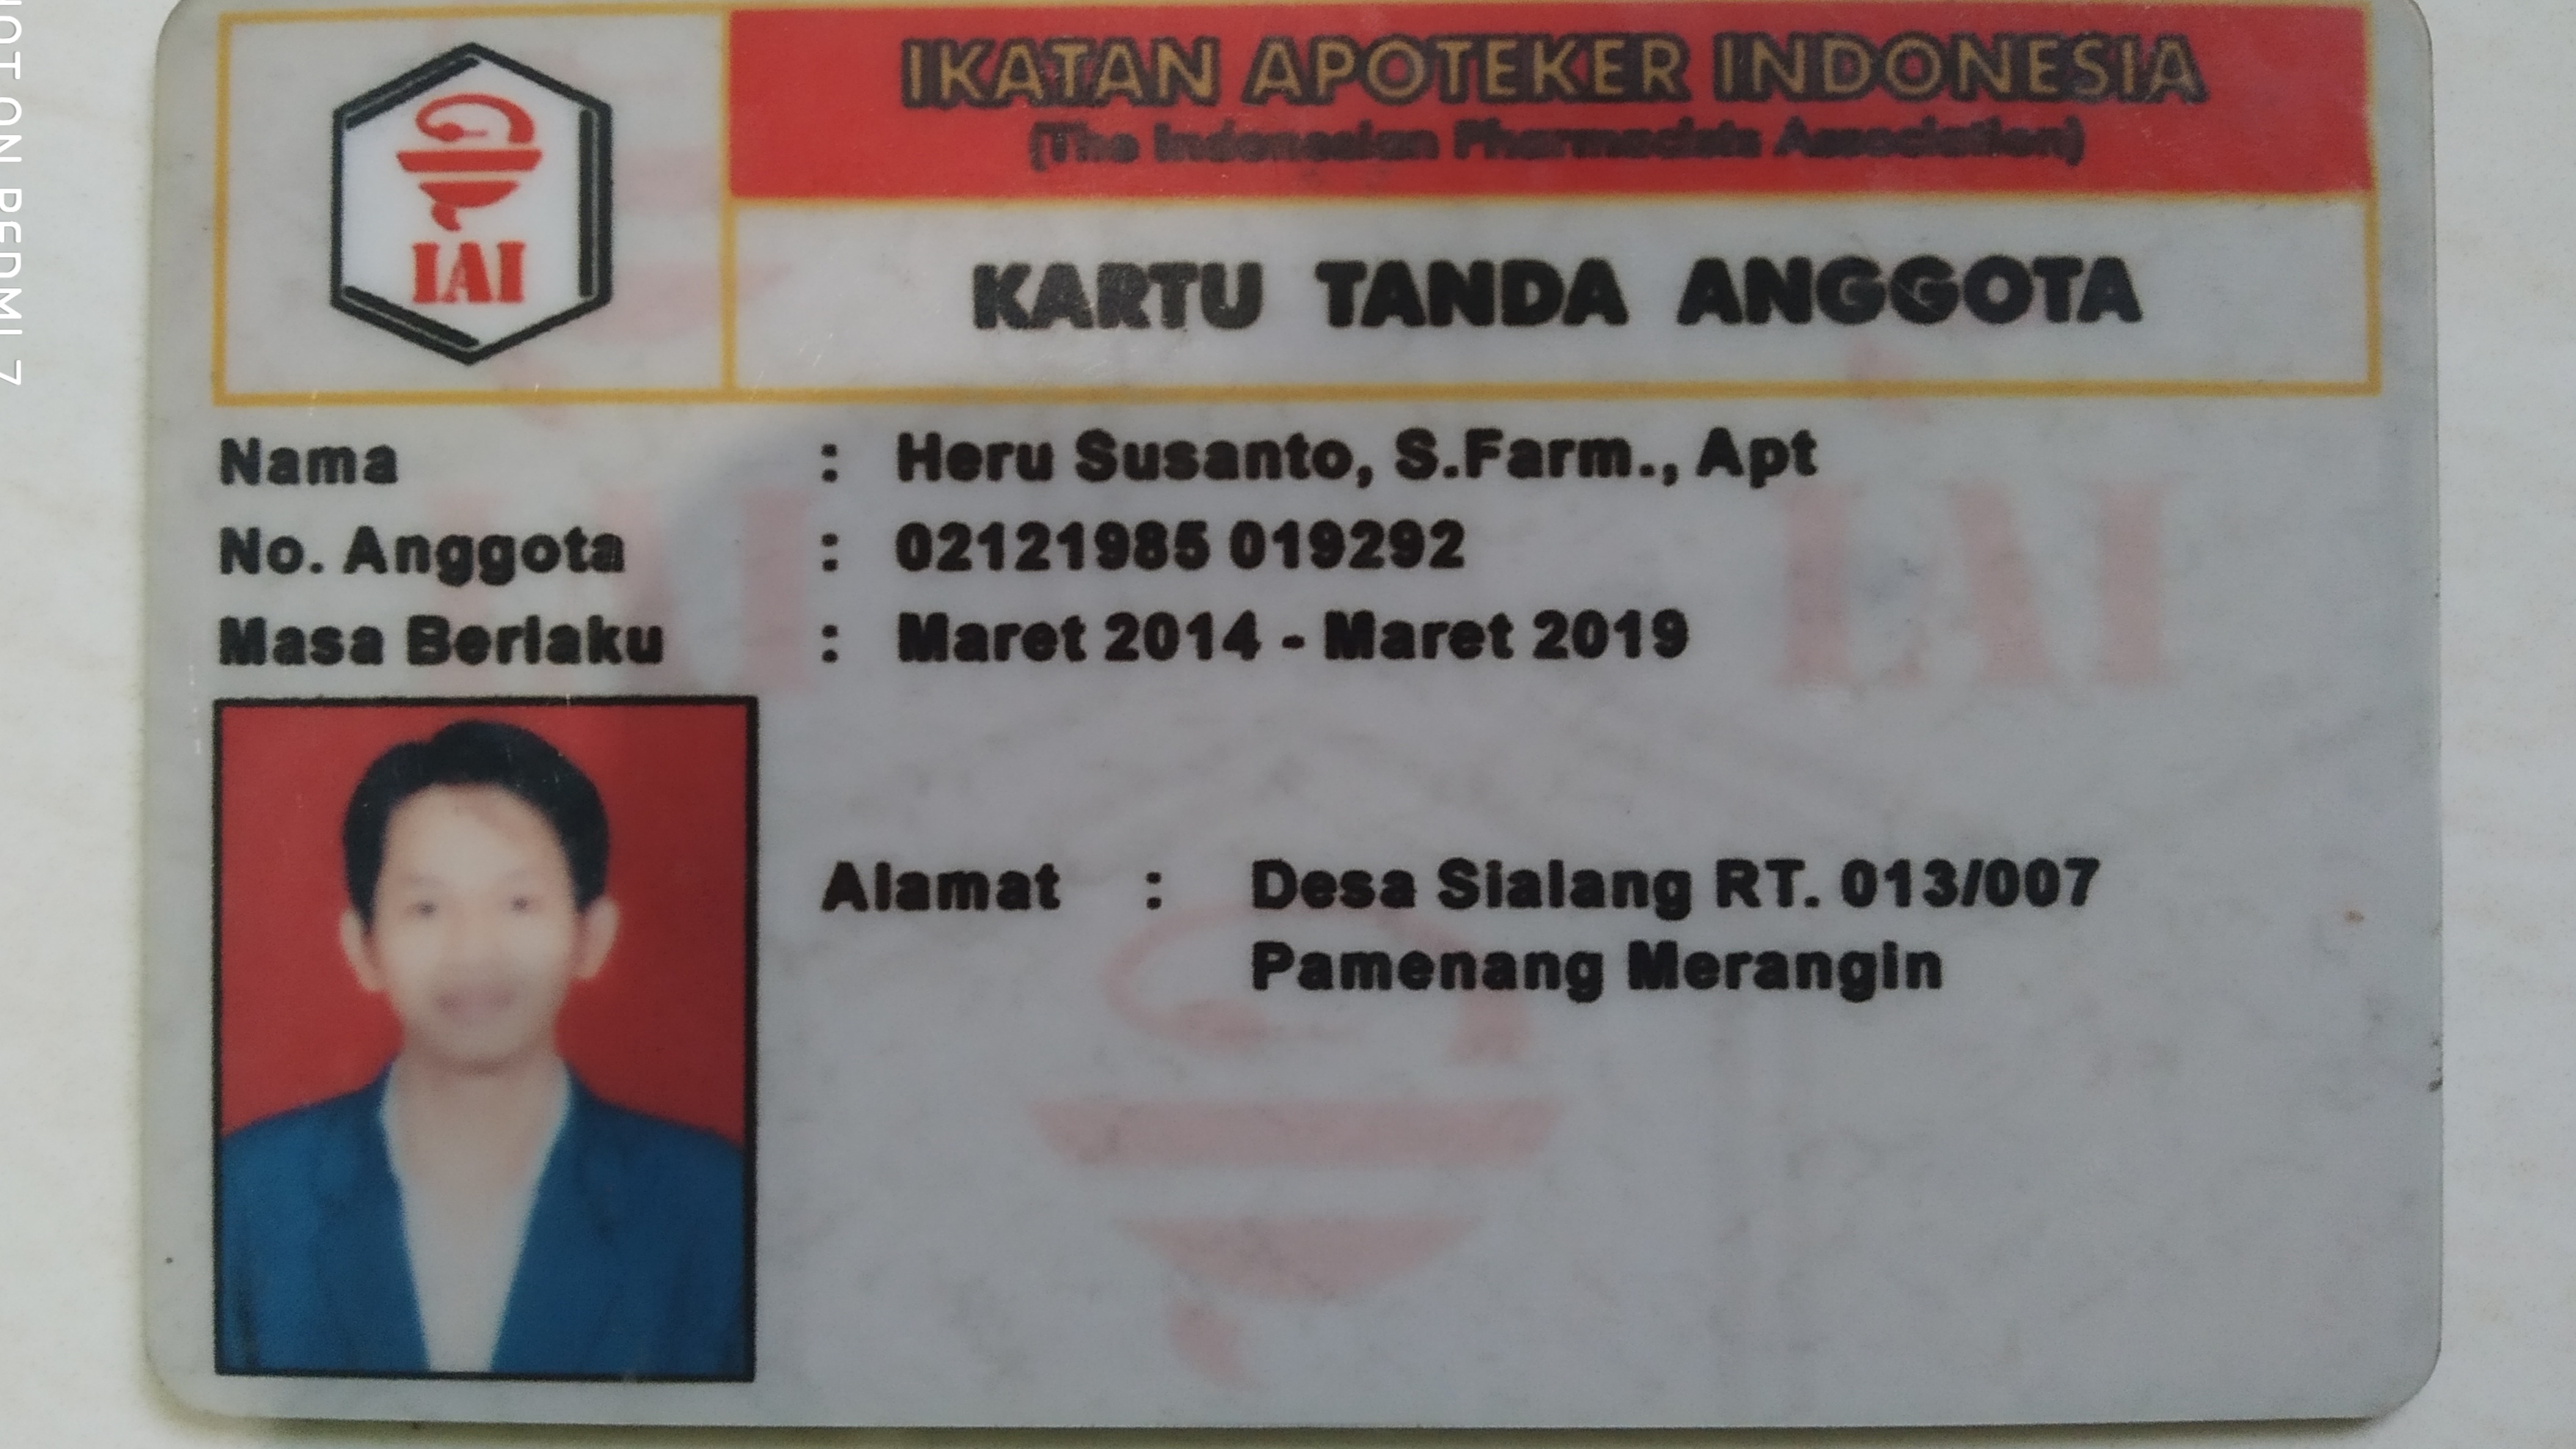 IKATAN APOTEKER INDONESIA
(The Indonesian Pharmacists Association)
IAI
KARTU TANDA ANGGOTA
Nama : Heru Susanto, S.Farm., Apt
No. Anggota : 02121985 019292
Masa Berlaku : Maret 2014 - Maret 2019
IAI
IAI
Alamat : Desa Sialang RT. 013/007
Pamenang Merangin
ON REDMI 7